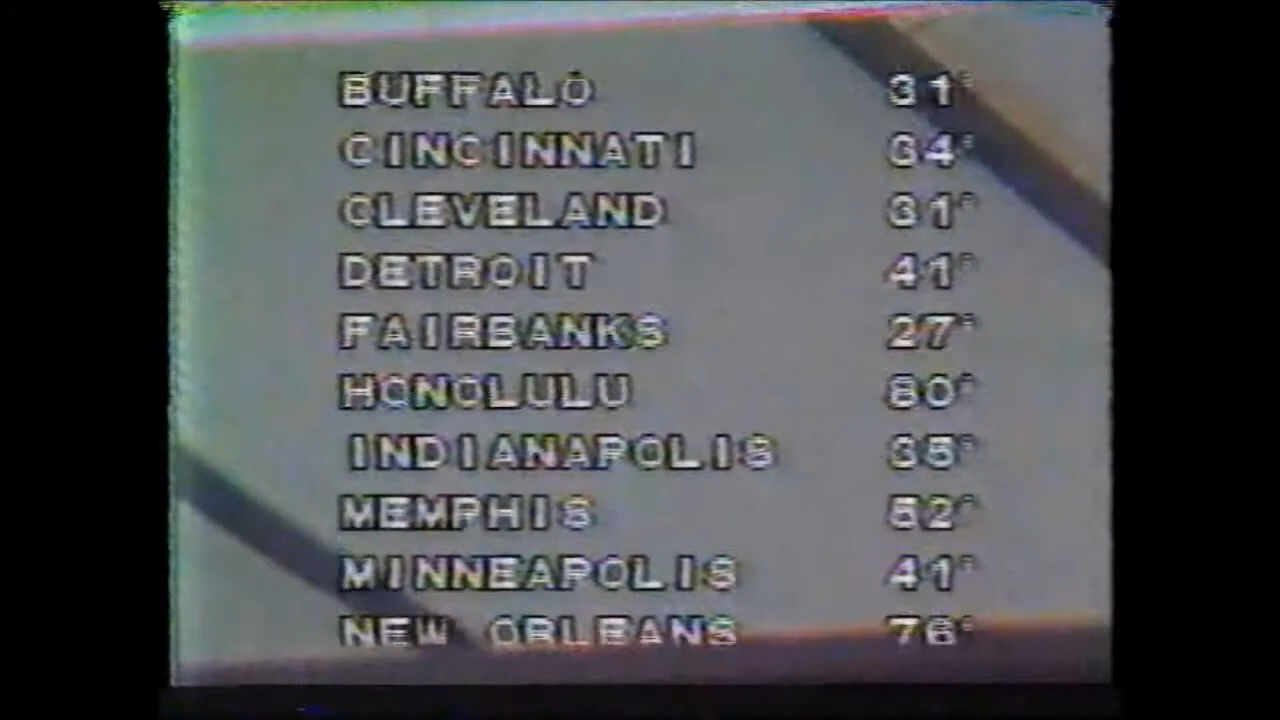 BUFFALO 31°
CINCINNATI 34°
CLEVELAND 31°
DETROIT 41°
FAIRBANKS 27°
HONOLULU 80°
INDIANAPOLIS 35°
MEMPHIS 52°
MINNEAPOLIS 41°
NEW ORLEANS